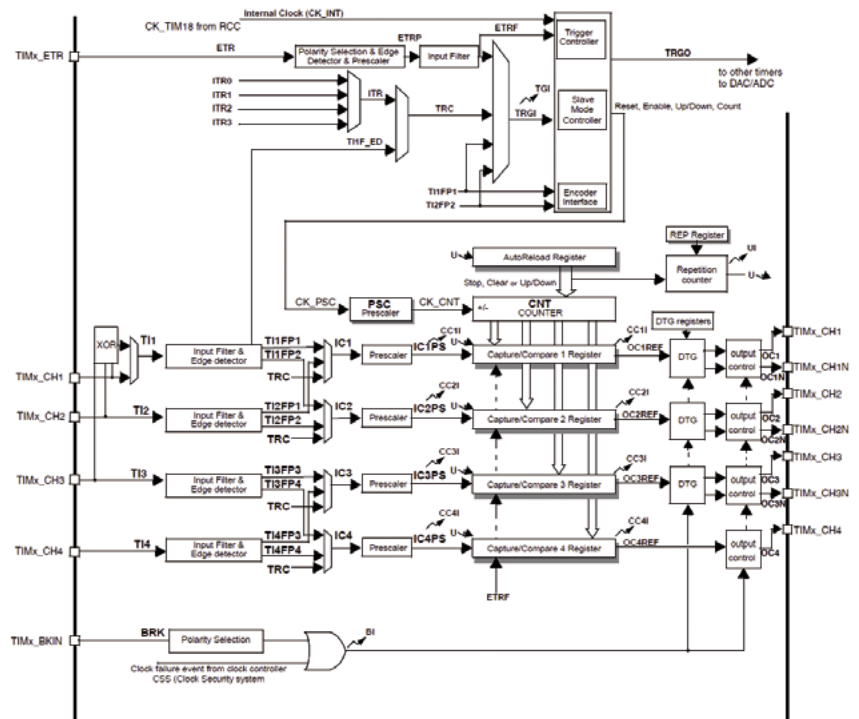 Internal Clock (CK_INT)
CK_TIM18 from RCC
ETRF
Trigger
Controller
TIMx_ETR
ETR
Polarity Selection & Edge
Detector & Prescaler
ETRP
Input Filter
TRGO
to other timers
to DAC/ADC
ITR0
ITR1
ITR2
ITR3
ITR
TRC
TI1F_ED
TGI
TRGI
Slave
Mode
Controller
Reset, Enable, Up/Down, Count
TI1FP1
TI2FP2
Encoder
Interface
REP Register
U
AutoReload Register
UI
Repetition
counter
U
Stop, Clear or Up/Down
CK_PSC
PSC
Prescaler
CK_CNT
+/-
CNT
COUNTER
DTG registers
XOR
TI1
Input Filter &
Edge detector
TI1FP1
TI1FP2
TRC
IC1
Prescaler
IC1PS
CC1I
U
Capture/Compare 1 Register
CC1I
OC1REF
DTG
output
control
OC1
OC1N
TIMx_CH1
TIMx_CH1N
TIMx_CH1
TIMx_CH2
TI2
Input Filter &
Edge detector
TI2FP1
TI2FP2
TRC
IC2
Prescaler
IC2PS
CC2I
U
Capture/Compare 2 Register
CC2I
OC2REF
DTG
output
control
OC2
OC2N
TIMx_CH2
TIMx_CH2N
TIMx_CH3
TI3
Input Filter &
Edge detector
TI3FP3
TI3FP4
TRC
IC3
Prescaler
IC3PS
CC3I
U
Capture/Compare 3 Register
CC3I
OC3REF
DTG
output
control
OC3
OC3N
TIMx_CH3
TIMx_CH3N
TIMx_CH4
TI4
Input Filter &
Edge detector
TI4FP3
TI4FP4
TRC
IC4
Prescaler
IC4PS
CC4I
U
Capture/Compare 4 Register
CC4I
OC4REF
output
control
OC4
TIMx_CH4
ETRF
TIMx_BKIN
BRK
Polarity Selection
BI
Clock failure event from clock controller
CSS (Clock Security system